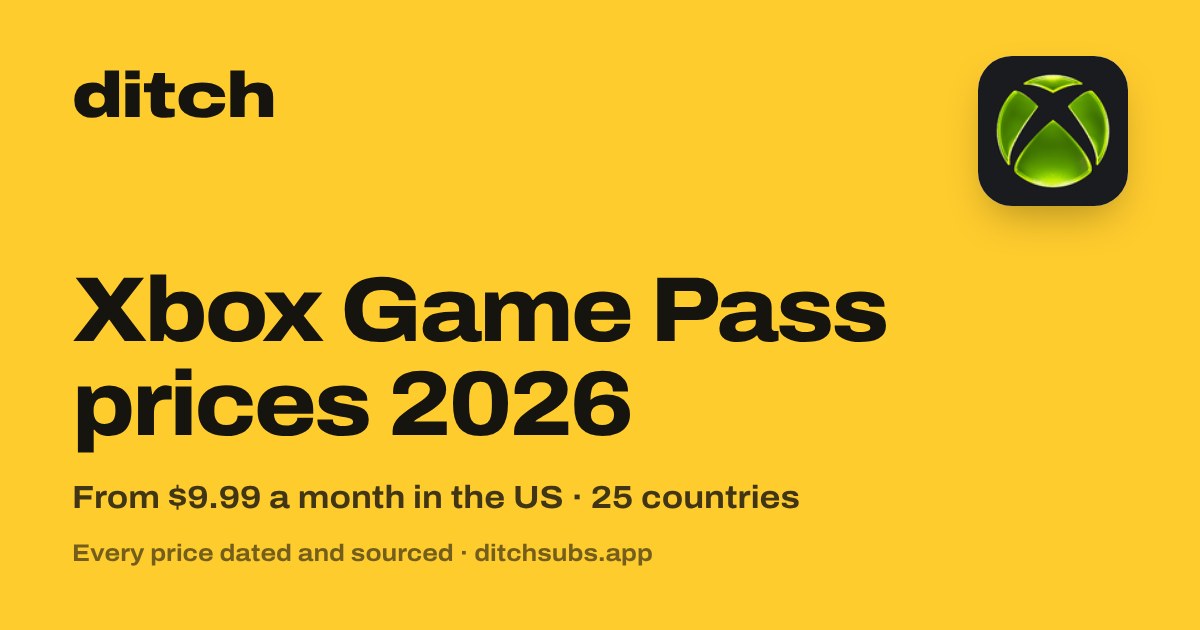 ditch
Xbox Game Pass
prices 2026
From $9.99 a month in the US · 25 countries
Every price dated and sourced · ditchsubs.app